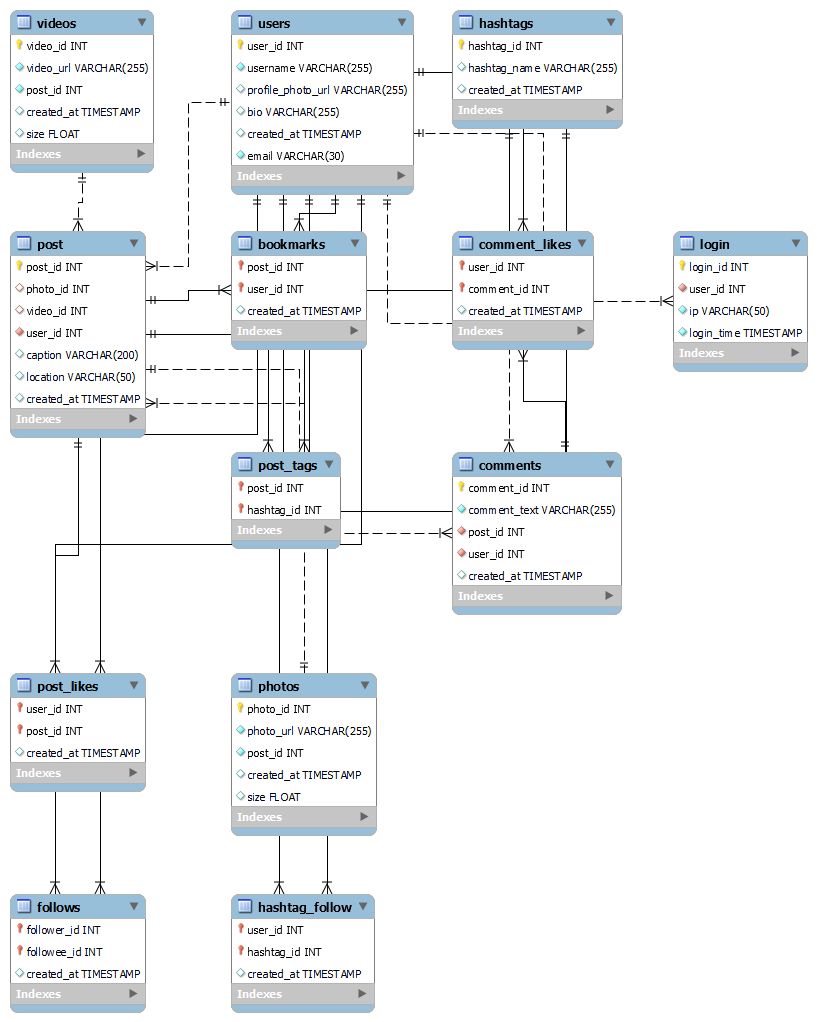 videos
video_id INT
video_url VARCHAR(255)
post_id INT
created_at TIMESTAMP
size FLOAT
Indexes
users
user_id INT
username VARCHAR(255)
profile_photo_url VARCHAR(255)
bio VARCHAR(255)
created_at TIMESTAMP
email VARCHAR(30)
Indexes
hashtags
hashtag_id INT
hashtag_name VARCHAR(255)
created_at TIMESTAMP
Indexes
post
post_id INT
photo_id INT
video_id INT
user_id INT
caption VARCHAR(200)
location VARCHAR(50)
created_at TIMESTAMP
Indexes
bookmarks
post_id INT
user_id INT
created_at TIMESTAMP
Indexes
comment_likes
user_id INT
comment_id INT
created_at TIMESTAMP
Indexes
login
login_id INT
user_id INT
ip VARCHAR(50)
login_time TIMESTAMP
Indexes
post_tags
post_id INT
hashtag_id INT
Indexes
comments
comment_id INT
comment_text VARCHAR(255)
post_id INT
user_id INT
created_at TIMESTAMP
Indexes
post_likes
user_id INT
post_id INT
created_at TIMESTAMP
Indexes
photos
photo_id INT
photo_url VARCHAR(255)
post_id INT
created_at TIMESTAMP
size FLOAT
Indexes
follows
follower_id INT
followee_id INT
created_at TIMESTAMP
Indexes
hashtag_follow
user_id INT
hashtag_id INT
created_at TIMESTAMP
Indexes